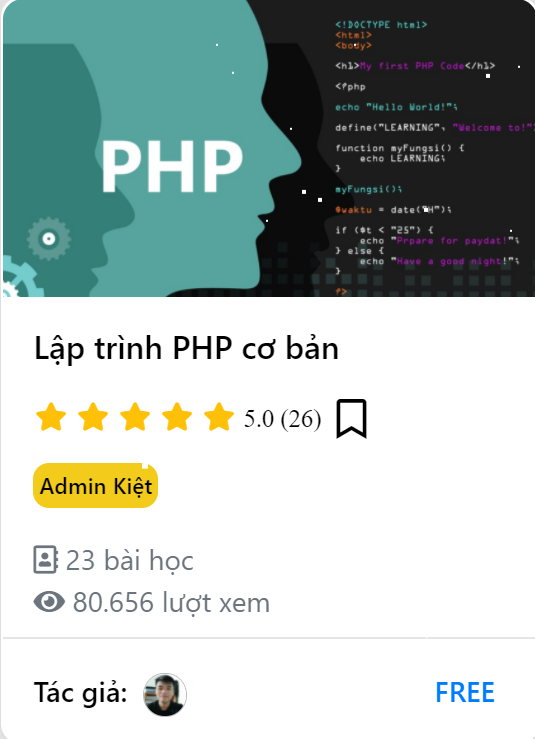 PHP
<!DOCTYPE html>
<html>
<body>
<h1>My first PHP Code</h1>
<?php
echo "Hello World!";
define("LEARNING", "Welcome to!"
function myFungsi() {
echo LEARNING;
}
myFungsi();
$waktu = date("H");
if ($t < "25") {
echo "Prpare for paydat!";
} else {
echo "Have a good night!";
}
?>
Lập trình PHP cơ bản
5.0 (26)
Admin Kiệt
23 bài học
80.656 lượt xem
Tác giả:
FREE